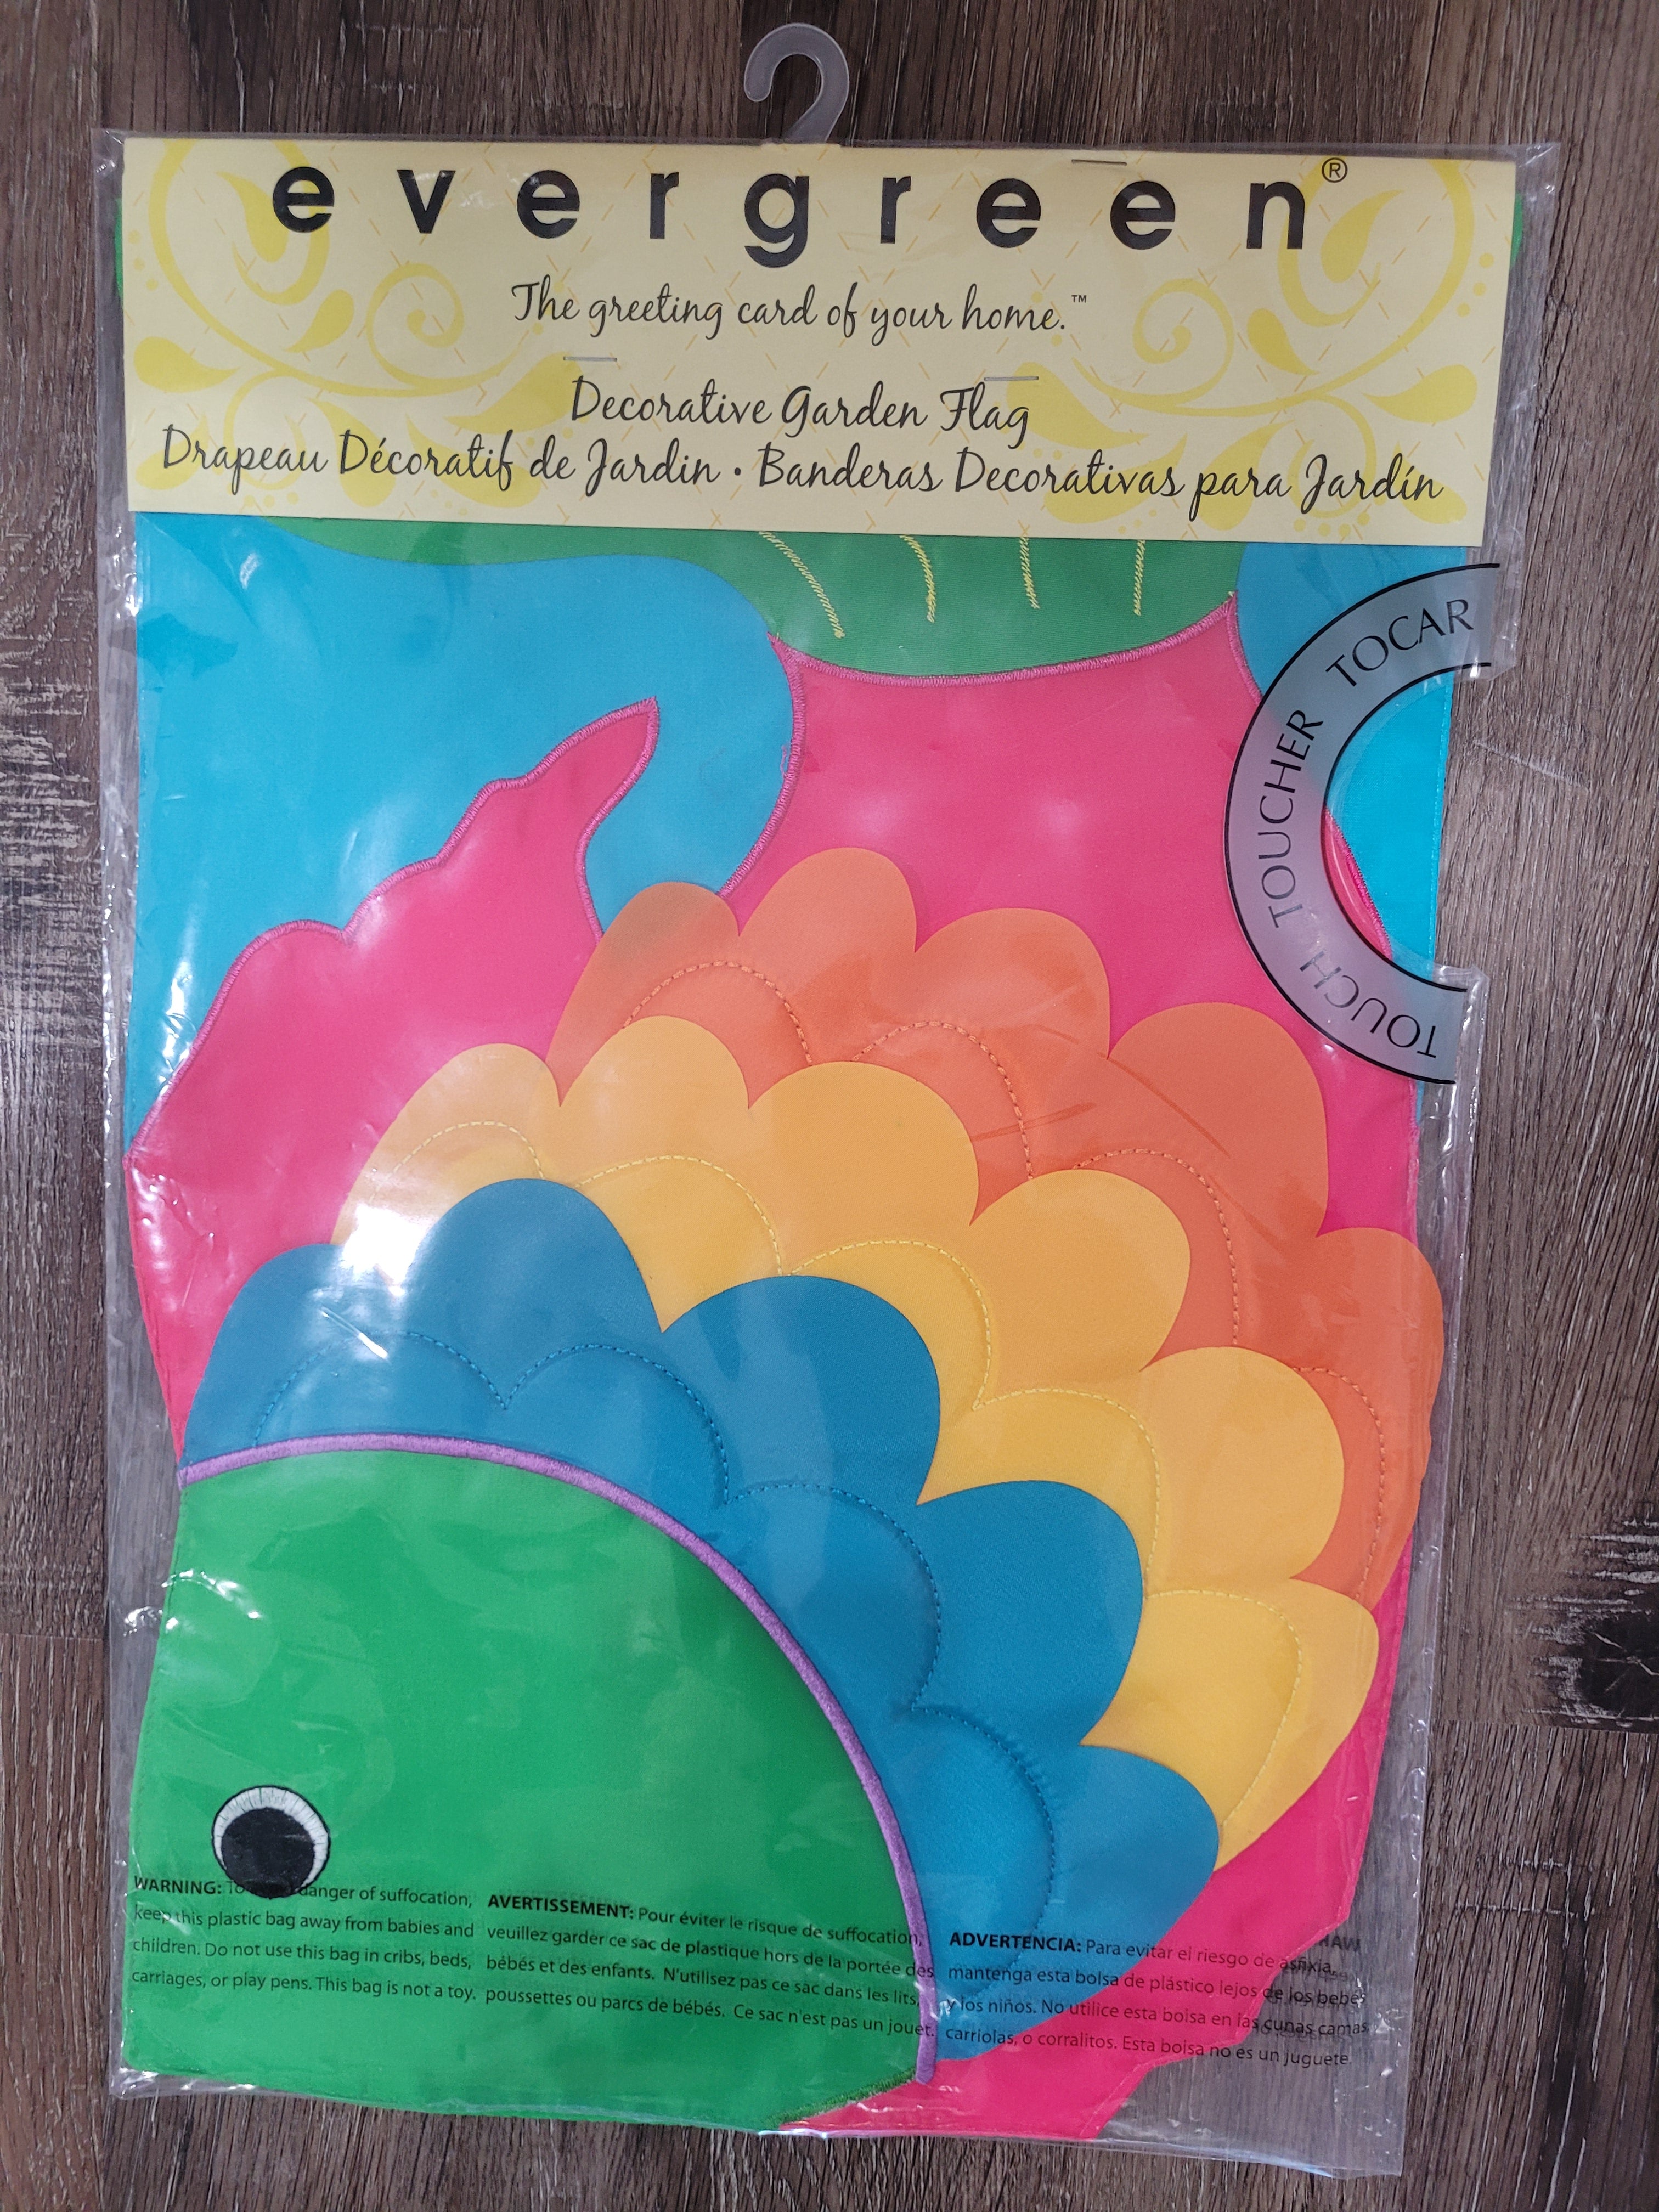 evergreen®
The greeting card of your home.™
Decorative Garden Flag
Drapeau Décoratif de Jardin • Banderas Decorativas para Jardín
TOUCH TOUCHER TOCAR
WARNING: To danger of suffocation,
keep this plastic bag away from babies and
children. Do not use this bag in cribs, beds,
carriages, or play pens. This bag is not a toy.
AVERTISSEMENT: Pour éviter le risque de suffocation,
veuillez garder ce sac de plastique hors de la portée des
bébés et des enfants. N'utilisez pas ce sac dans les lits,
poussettes ou parcs de bébés. Ce sac n'est pas un jouet.
ADVERTENCIA: Para evitar el riesgo de asfixia,
mantenga esta bolsa de plástico lejos de los bebés
y los niños. No utilice esta bolsa en las cunas camas,
carriolas, o corralitos. Esta bolsa no es un juguete.